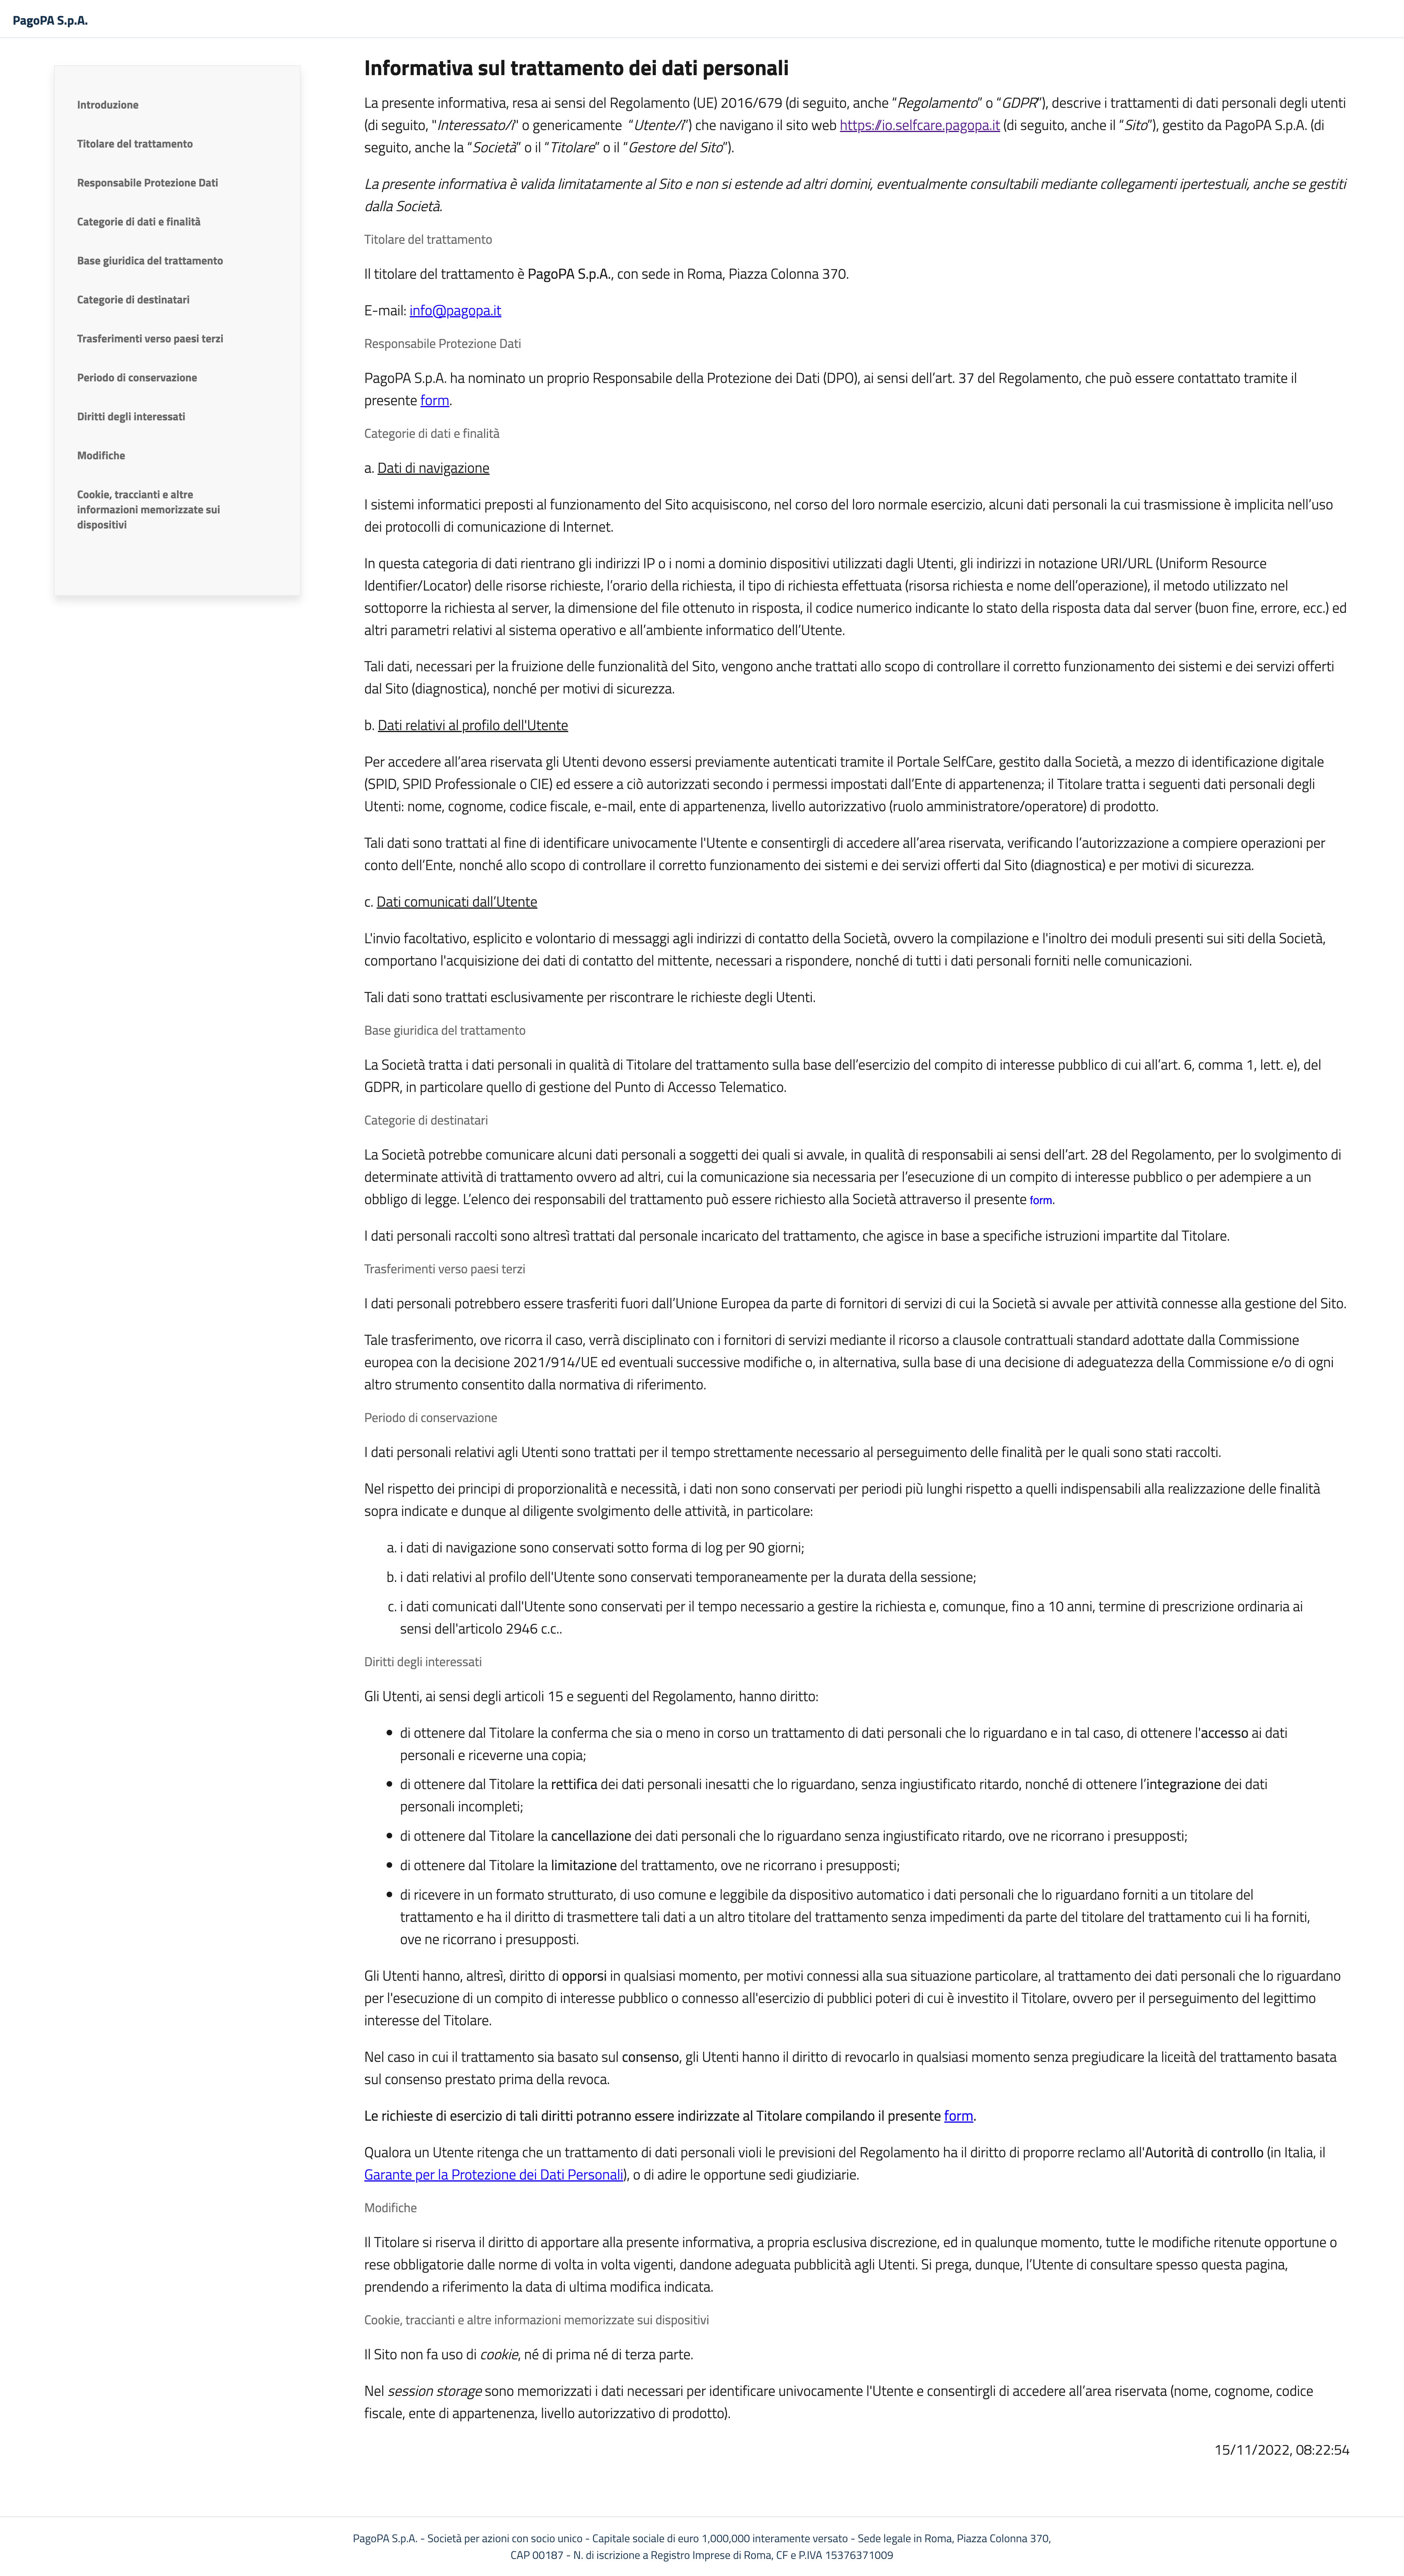 PagoPA S.p.A.
Introduzione
Titolare del trattamento
Responsabile Protezione Dati
Categorie di dati e finalità
Base giuridica del trattamento
Categorie di destinatari
Trasferimenti verso paesi terzi
Periodo di conservazione
Diritti degli interessati
Modifiche
Cookie, traccianti e altre
informazioni memorizzate sui
dispositivi
Informativa sul trattamento dei dati personali
La presente informativa, resa ai sensi del Regolamento (UE) 2016/679 (di seguito, anche “Regolamento” o “GDPR”), descrive i trattamenti di dati personali degli utenti
(di seguito, "Interessato/i" o genericamente “Utente/i”) che navigano il sito web https://io.selfcare.pagopa.it (di seguito, anche il “Sito”), gestito da PagoPA S.p.A. (di
seguito, anche la “Società” o il “Titolare” o il “Gestore del Sito”).
La presente informativa è valida limitatamente al Sito e non si estende ad altri domini, eventualmente consultabili mediante collegamenti ipertestuali, anche se gestiti
dalla Società.
Titolare del trattamento
Il titolare del trattamento è PagoPA S.p.A., con sede in Roma, Piazza Colonna 370.
E-mail: info@pagopa.it
Responsabile Protezione Dati
PagoPA S.p.A. ha nominato un proprio Responsabile della Protezione dei Dati (DPO), ai sensi dell’art. 37 del Regolamento, che può essere contattato tramite il
presente form.
Categorie di dati e finalità
a. Dati di navigazione
I sistemi informatici preposti al funzionamento del Sito acquisiscono, nel corso del loro normale esercizio, alcuni dati personali la cui trasmissione è implicita nell’uso
dei protocolli di comunicazione di Internet.
In questa categoria di dati rientrano gli indirizzi IP o i nomi a dominio dispositivi utilizzati dagli Utenti, gli indirizzi in notazione URI/URL (Uniform Resource
Identifier/Locator) delle risorse richieste, l’orario della richiesta, il tipo di richiesta effettuata (risorsa richiesta e nome dell’operazione), il metodo utilizzato nel
sottoporre la richiesta al server, la dimensione del file ottenuto in risposta, il codice numerico indicante lo stato della risposta data dal server (buon fine, errore, ecc.) ed
altri parametri relativi al sistema operativo e all’ambiente informatico dell’Utente.
Tali dati, necessari per la fruizione delle funzionalità del Sito, vengono anche trattati allo scopo di controllare il corretto funzionamento dei sistemi e dei servizi offerti
dal Sito (diagnostica), nonché per motivi di sicurezza.
b. Dati relativi al profilo dell'Utente
Per accedere all’area riservata gli Utenti devono essersi previamente autenticati tramite il Portale SelfCare, gestito dalla Società, a mezzo di identificazione digitale
(SPID, SPID Professionale o CIE) ed essere a ciò autorizzati secondo i permessi impostati dall’Ente di appartenenza; il Titolare tratta i seguenti dati personali degli
Utenti: nome, cognome, codice fiscale, e-mail, ente di appartenenza, livello autorizzativo (ruolo amministratore/operatore) di prodotto.
Tali dati sono trattati al fine di identificare univocamente l'Utente e consentirgli di accedere all’area riservata, verificando l’autorizzazione a compiere operazioni per
conto dell’Ente, nonché allo scopo di controllare il corretto funzionamento dei sistemi e dei servizi offerti dal Sito (diagnostica) e per motivi di sicurezza.
c. Dati comunicati dall’Utente
L'invio facoltativo, esplicito e volontario di messaggi agli indirizzi di contatto della Società, ovvero la compilazione e l'inoltro dei moduli presenti sui siti della Società,
comportano l'acquisizione dei dati di contatto del mittente, necessari a rispondere, nonché di tutti i dati personali forniti nelle comunicazioni.
Tali dati sono trattati esclusivamente per riscontrare le richieste degli Utenti.
Base giuridica del trattamento
La Società tratta i dati personali in qualità di Titolare del trattamento sulla base dell’esercizio del compito di interesse pubblico di cui all’art. 6, comma 1, lett. e), del
GDPR, in particolare quello di gestione del Punto di Accesso Telematico.
Categorie di destinatari
La Società potrebbe comunicare alcuni dati personali a soggetti dei quali si avvale, in qualità di responsabili ai sensi dell’art. 28 del Regolamento, per lo svolgimento di
determinate attività di trattamento ovvero ad altri, cui la comunicazione sia necessaria per l’esecuzione di un compito di interesse pubblico o per adempiere a un
obbligo di legge. L’elenco dei responsabili del trattamento può essere richiesto alla Società attraverso il presente form.
I dati personali raccolti sono altresì trattati dal personale incaricato del trattamento, che agisce in base a specifiche istruzioni impartite dal Titolare.
Trasferimenti verso paesi terzi
I dati personali potrebbero essere trasferiti fuori dall’Unione Europea da parte di fornitori di servizi di cui la Società si avvale per attività connesse alla gestione del Sito.
Tale trasferimento, ove ricorra il caso, verrà disciplinato con i fornitori di servizi mediante il ricorso a clausole contrattuali standard adottate dalla Commissione
europea con la decisione 2021/914/UE ed eventuali successive modifiche o, in alternativa, sulla base di una decisione di adeguatezza della Commissione e/o di ogni
altro strumento consentito dalla normativa di riferimento.
Periodo di conservazione
I dati personali relativi agli Utenti sono trattati per il tempo strettamente necessario al perseguimento delle finalità per le quali sono stati raccolti.
Nel rispetto dei principi di proporzionalità e necessità, i dati non sono conservati per periodi più lunghi rispetto a quelli indispensabili alla realizzazione delle finalità
sopra indicate e dunque al diligente svolgimento delle attività, in particolare:
a. i dati di navigazione sono conservati sotto forma di log per 90 giorni;
b. i dati relativi al profilo dell'Utente sono conservati temporaneamente per la durata della sessione;
c. i dati comunicati dall'Utente sono conservati per il tempo necessario a gestire la richiesta e, comunque, fino a 10 anni, termine di prescrizione ordinaria ai
sensi dell'articolo 2946 c.c..
Diritti degli interessati
Gli Utenti, ai sensi degli articoli 15 e seguenti del Regolamento, hanno diritto:
• di ottenere dal Titolare la conferma che sia o meno in corso un trattamento di dati personali che lo riguardano e in tal caso, di ottenere l'accesso ai dati
personali e riceverne una copia;
• di ottenere dal Titolare la rettifica dei dati personali inesatti che lo riguardano, senza ingiustificato ritardo, nonché di ottenere l’integrazione dei dati
personali incompleti;
• di ottenere dal Titolare la cancellazione dei dati personali che lo riguardano senza ingiustificato ritardo, ove ne ricorrano i presupposti;
• di ottenere dal Titolare la limitazione del trattamento, ove ne ricorrano i presupposti;
• di ricevere in un formato strutturato, di uso comune e leggibile da dispositivo automatico i dati personali che lo riguardano forniti a un titolare del
trattamento e ha il diritto di trasmettere tali dati a un altro titolare del trattamento senza impedimenti da parte del titolare del trattamento cui li ha forniti,
ove ne ricorrano i presupposti.
Gli Utenti hanno, altresì, diritto di opporsi in qualsiasi momento, per motivi connessi alla sua situazione particolare, al trattamento dei dati personali che lo riguardano
per l'esecuzione di un compito di interesse pubblico o connesso all'esercizio di pubblici poteri di cui è investito il Titolare, ovvero per il perseguimento del legittimo
interesse del Titolare.
Nel caso in cui il trattamento sia basato sul consenso, gli Utenti hanno il diritto di revocarlo in qualsiasi momento senza pregiudicare la liceità del trattamento basata
sul consenso prestato prima della revoca.
Le richieste di esercizio di tali diritti potranno essere indirizzate al Titolare compilando il presente form.
Qualora un Utente ritenga che un trattamento di dati personali violi le previsioni del Regolamento ha il diritto di proporre reclamo all'Autorità di controllo (in Italia, il
Garante per la Protezione dei Dati Personali), o di adire le opportune sedi giudiziarie.
Modifiche
Il Titolare si riserva il diritto di apportare alla presente informativa, a propria esclusiva discrezione, ed in qualunque momento, tutte le modifiche ritenute opportune o
rese obbligatorie dalle norme di volta in volta vigenti, dandone adeguata pubblicità agli Utenti. Si prega, dunque, l’Utente di consultare spesso questa pagina,
prendendo a riferimento la data di ultima modifica indicata.
Cookie, traccianti e altre informazioni memorizzate sui dispositivi
Il Sito non fa uso di cookie, né di prima né di terza parte.
Nel session storage sono memorizzati i dati necessari per identificare univocamente l'Utente e consentirgli di accedere all’area riservata (nome, cognome, codice
fiscale, ente di appartenenza, livello autorizzativo di prodotto).
15/11/2022, 08:22:54
PagoPA S.p.A. - Società per azioni con socio unico - Capitale sociale di euro 1,000,000 interamente versato - Sede legale in Roma, Piazza Colonna 370,
CAP 00187 - N. di iscrizione a Registro Imprese di Roma, CF e P.IVA 15376371009